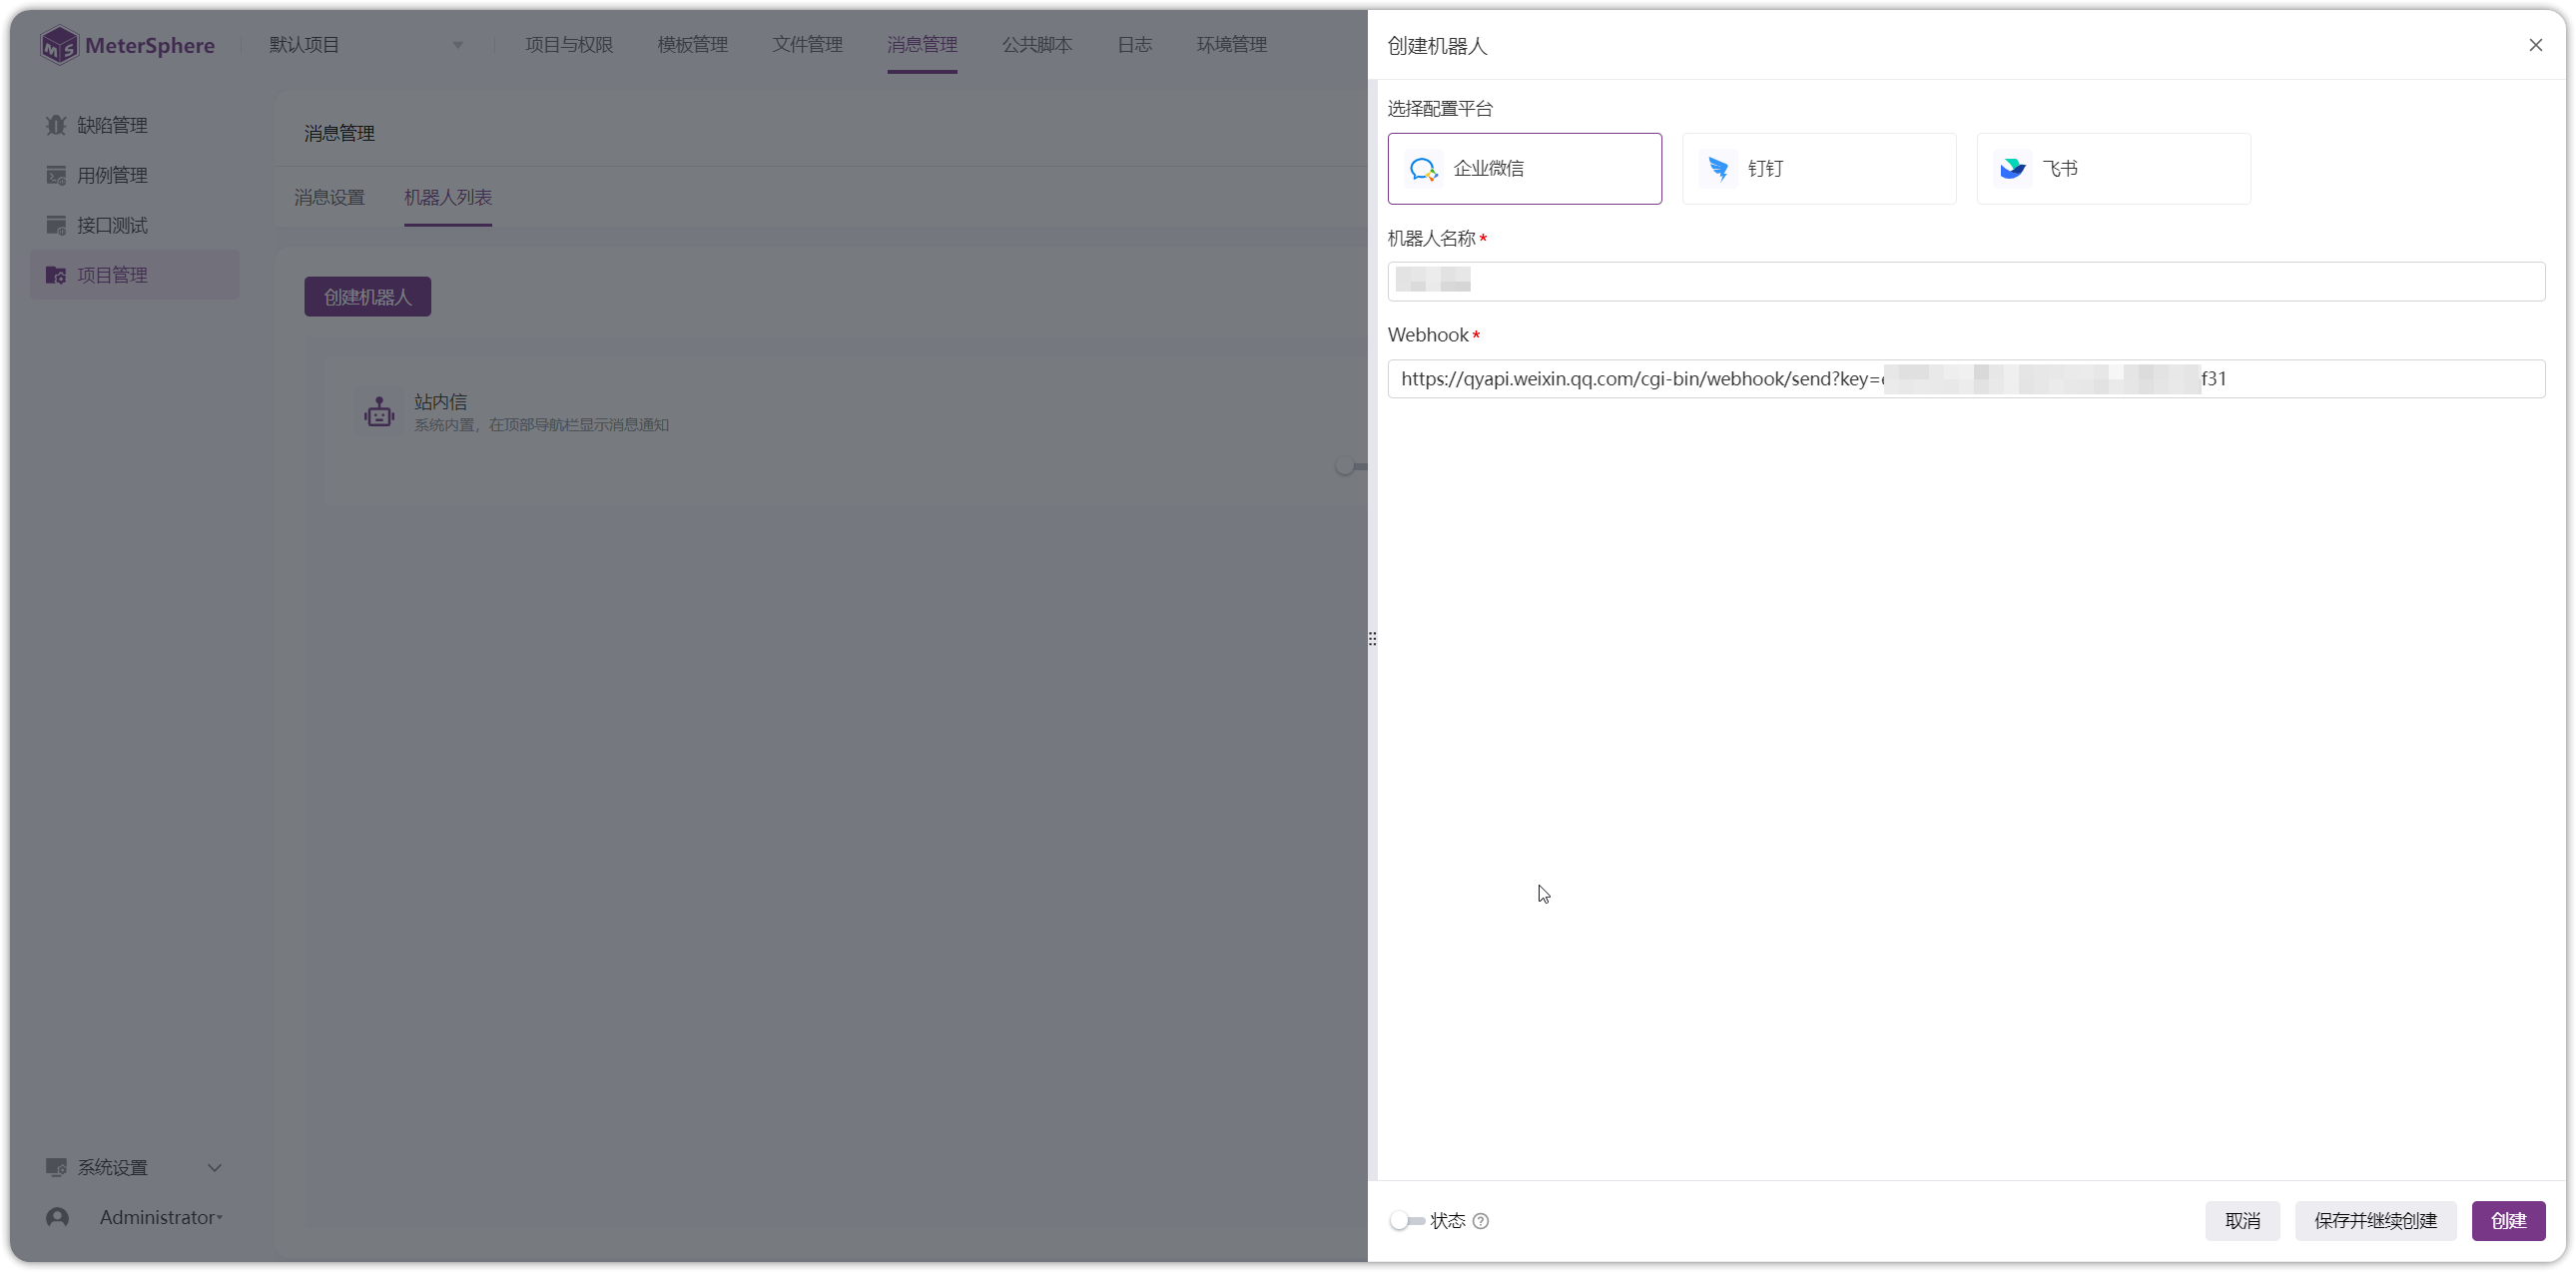 MeterSphere
默认项目
项目与权限
模板管理
文件管理
消息管理
公共脚本
日志
环境管理
缺陷管理
用例管理
接口测试
项目管理
系统设置
Administrator
消息管理
消息设置
机器人列表
创建机器人
站内信
系统内置，在顶部导航栏显示消息通知
创建机器人
选择配置平台
企业微信
钉钉
飞书
机器人名称*
Webhook*
https://qyapi.weixin.qq.com/cgi-bin/webhook/send?key= f31
状态
取消
保存并继续创建
创建